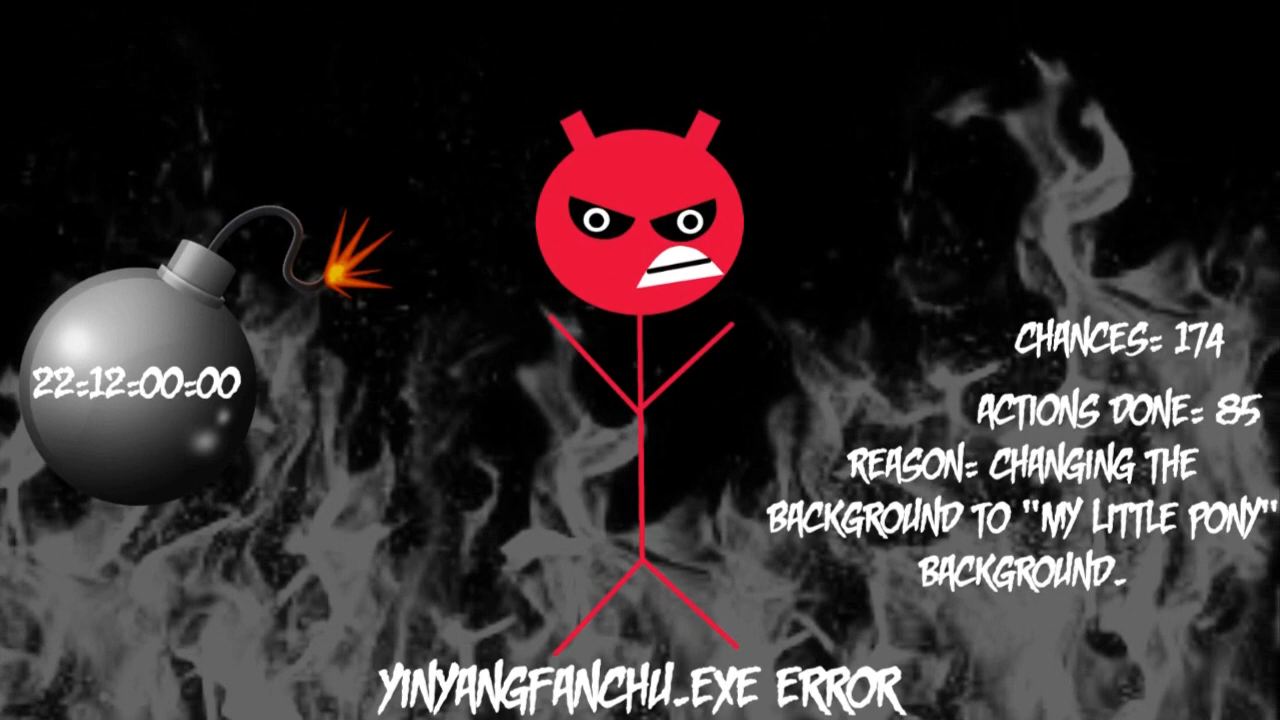 22:12:00:00
CHANCES: 174
ACTIONS DONE: 85
REASON: CHANGING THE
BACKGROUND TO "MY LITTLE PONY"
BACKGROUND.
YINYANGFANCHU.EXE ERROR